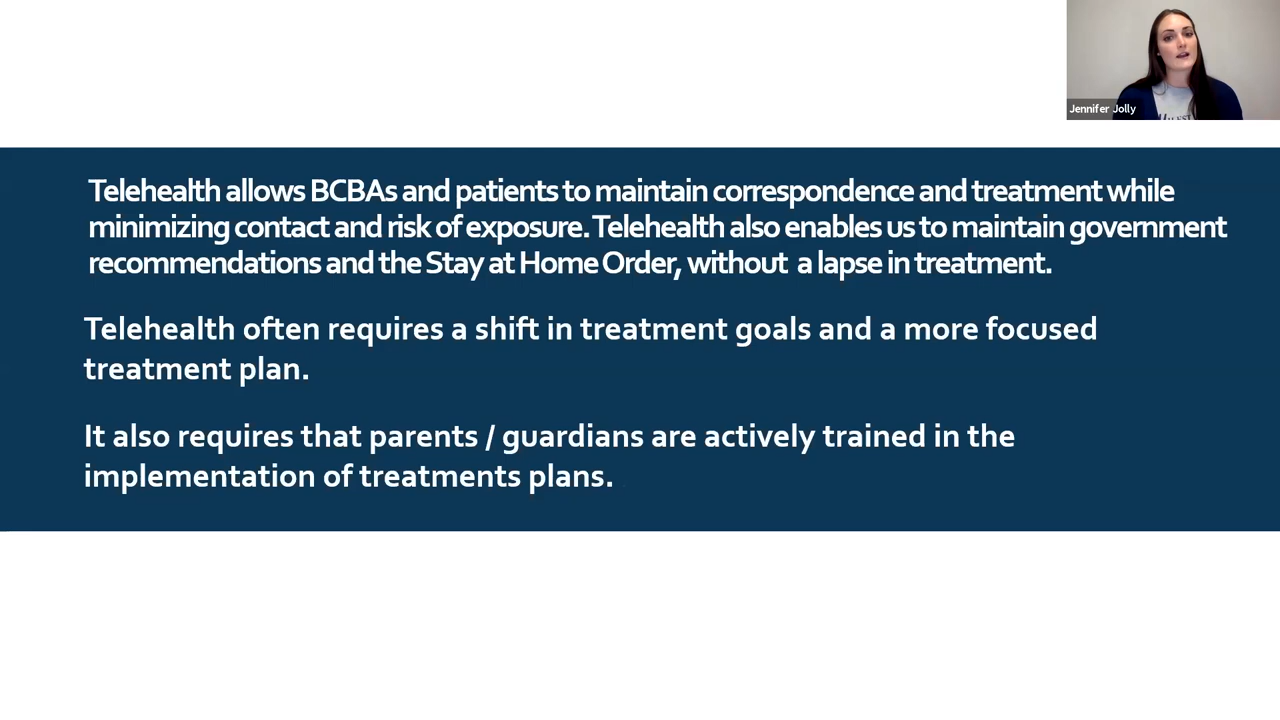 Jennifer Jolly
Telehealth allows BCBAs and patients to maintain correspondence and treatment while
minimizing contact and risk of exposure. Telehealth also enables us to maintain government
recommendations and the Stay at Home Order, without a lapse in treatment.
Telehealth often requires a shift in treatment goals and a more focused
treatment plan.
It also requires that parents / guardians are actively trained in the
implementation of treatments plans.